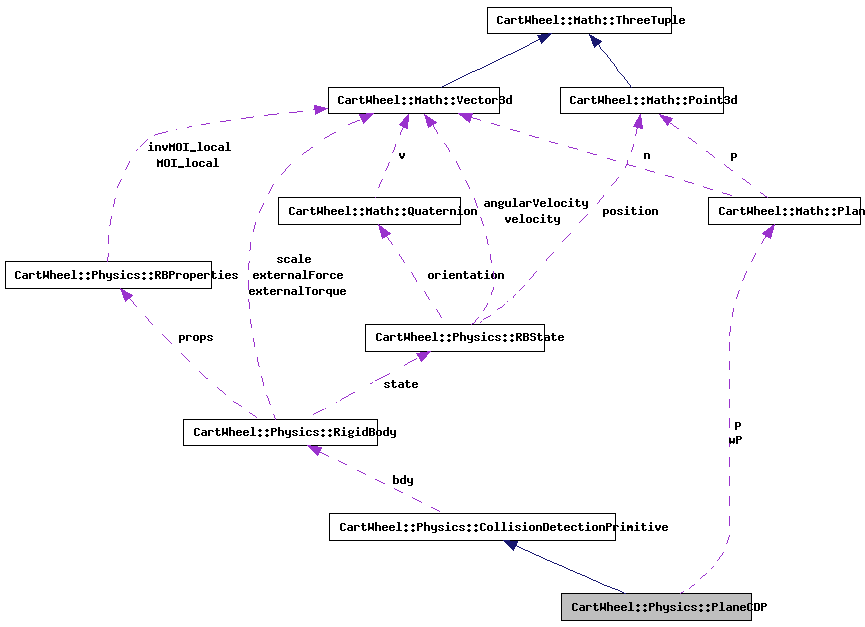 CartWheel::Math::ThreeTuple
CartWheel::Math::Vector3d
CartWheel::Math::Point3d
invMOI_local
MOI_local
v
n
p
CartWheel::Math::Quaternion
angularVelocity
velocity
position
CartWheel::Math::Plan
scale
externalForce
externalTorque
orientation
CartWheel::Physics::RBProperties
props
CartWheel::Physics::RBState
state
CartWheel::Physics::RigidBody
p
wP
bdy
CartWheel::Physics::CollisionDetectionPrimitive
CartWheel::Physics::PlaneCDP